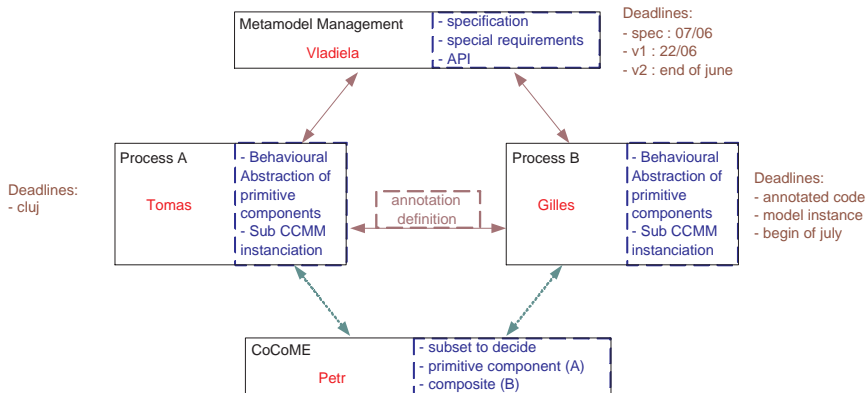 Metamodel Management
Vladiela
- specification
- special requirements
- API
Deadlines:
- spec : 07/06
- v1 : 22/06
- v2 : end of june
Deadlines:
- cluj
Process A
Tomas
- Behavioural
Abstraction of
primitive
components
- Sub CCMM
instanciation
annotation
definition
Process B
Gilles
- Behavioural
Abstraction of
primitive
components
- Sub CCMM
instanciation
Deadlines:
- annotated code
- model instance
- begin of july
CoCoME
Petr
- subset to decide
- primitive component (A)
- composite (B)